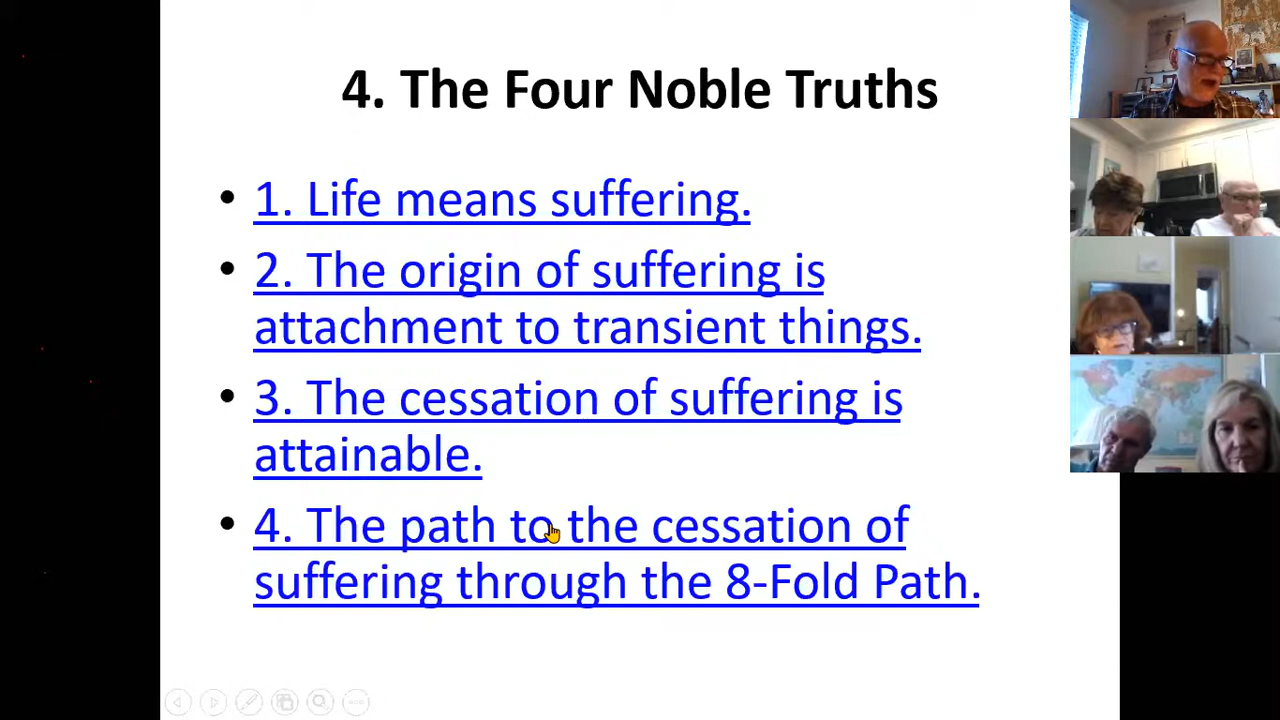 4. The Four Noble Truths
• 1. Life means suffering.
• 2. The origin of suffering is
attachment to transient things.
• 3. The cessation of suffering is
attainable.
• 4. The path to the cessation of
suffering through the 8-Fold Path.